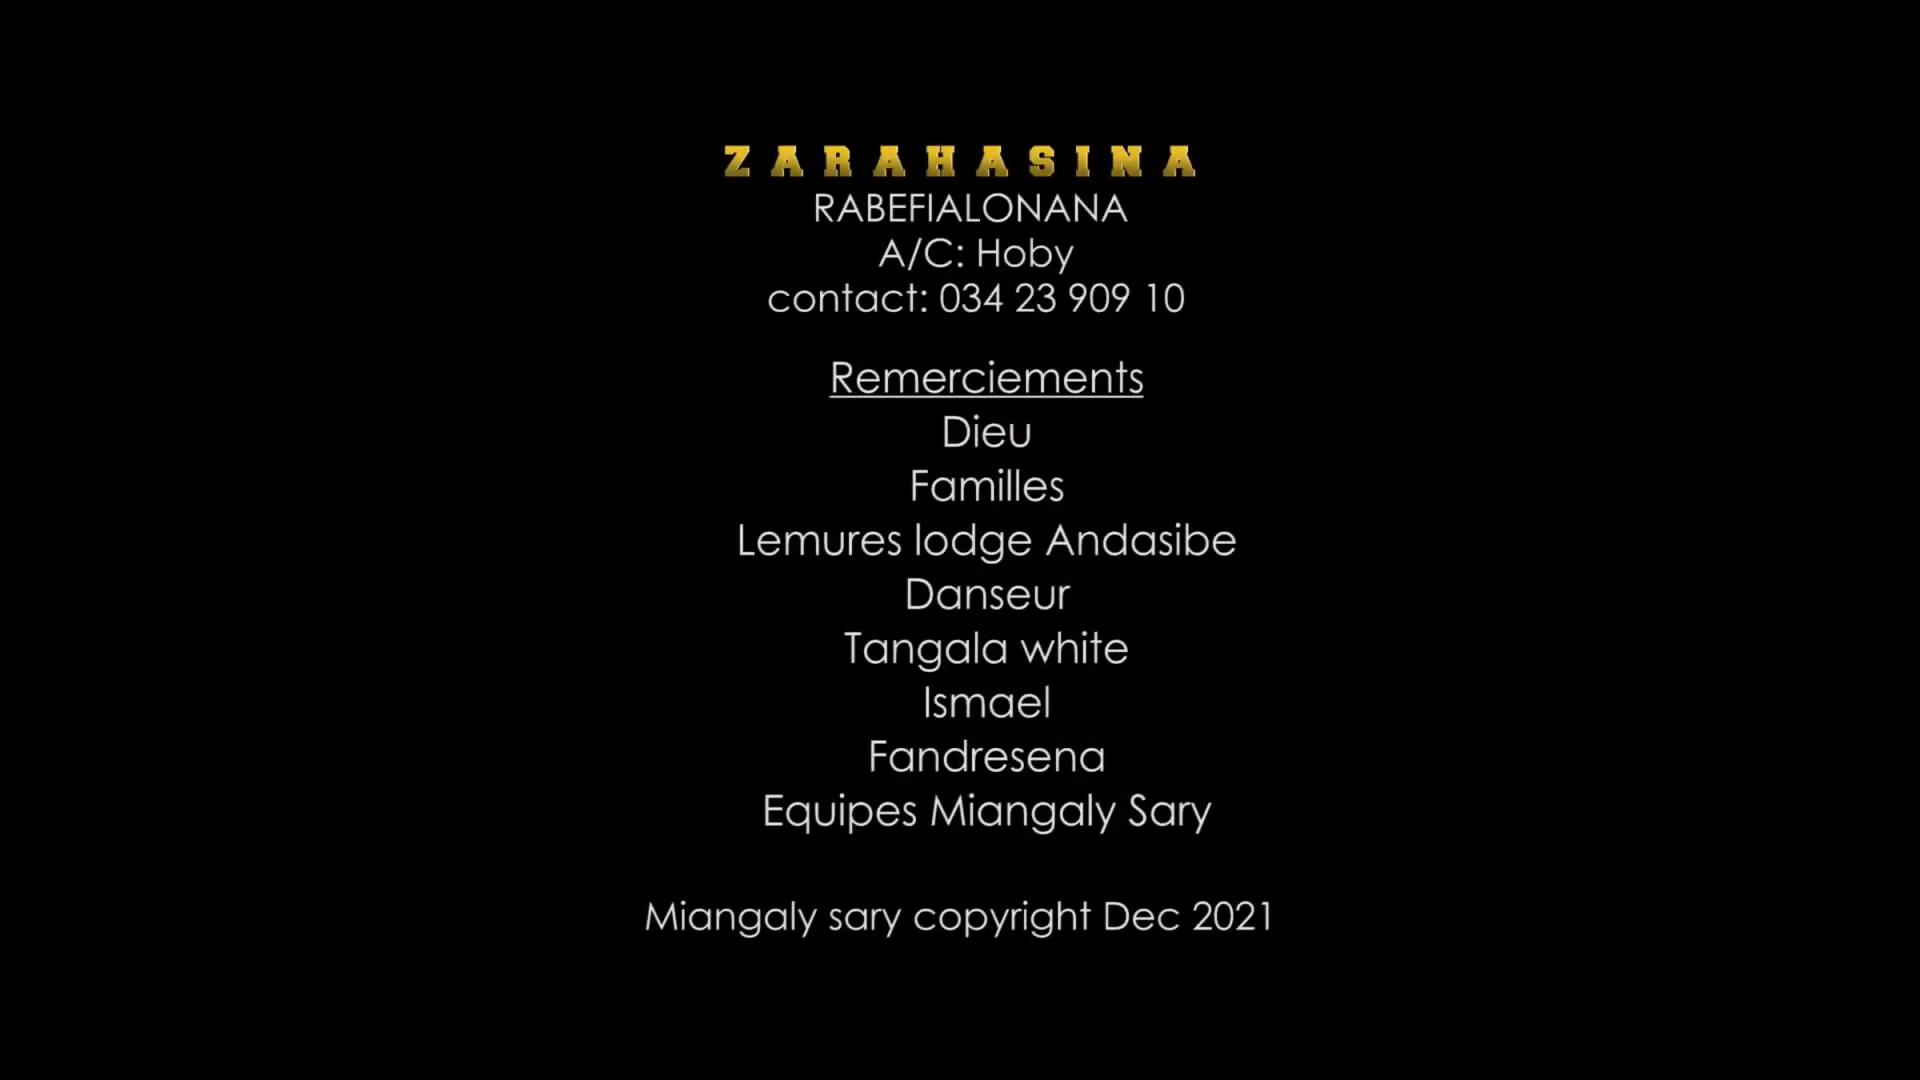 ZARAHASINA
RABEFIALONANA
A/C: Hoby
contact: 034 23 909 10
Remerciements
Dieu
Familles
Lemures lodge Andasibe
Danseur
Tangala white
Ismael
Fandresena
Equipes Miangaly Sary
Miangaly sary copyright Dec 2021